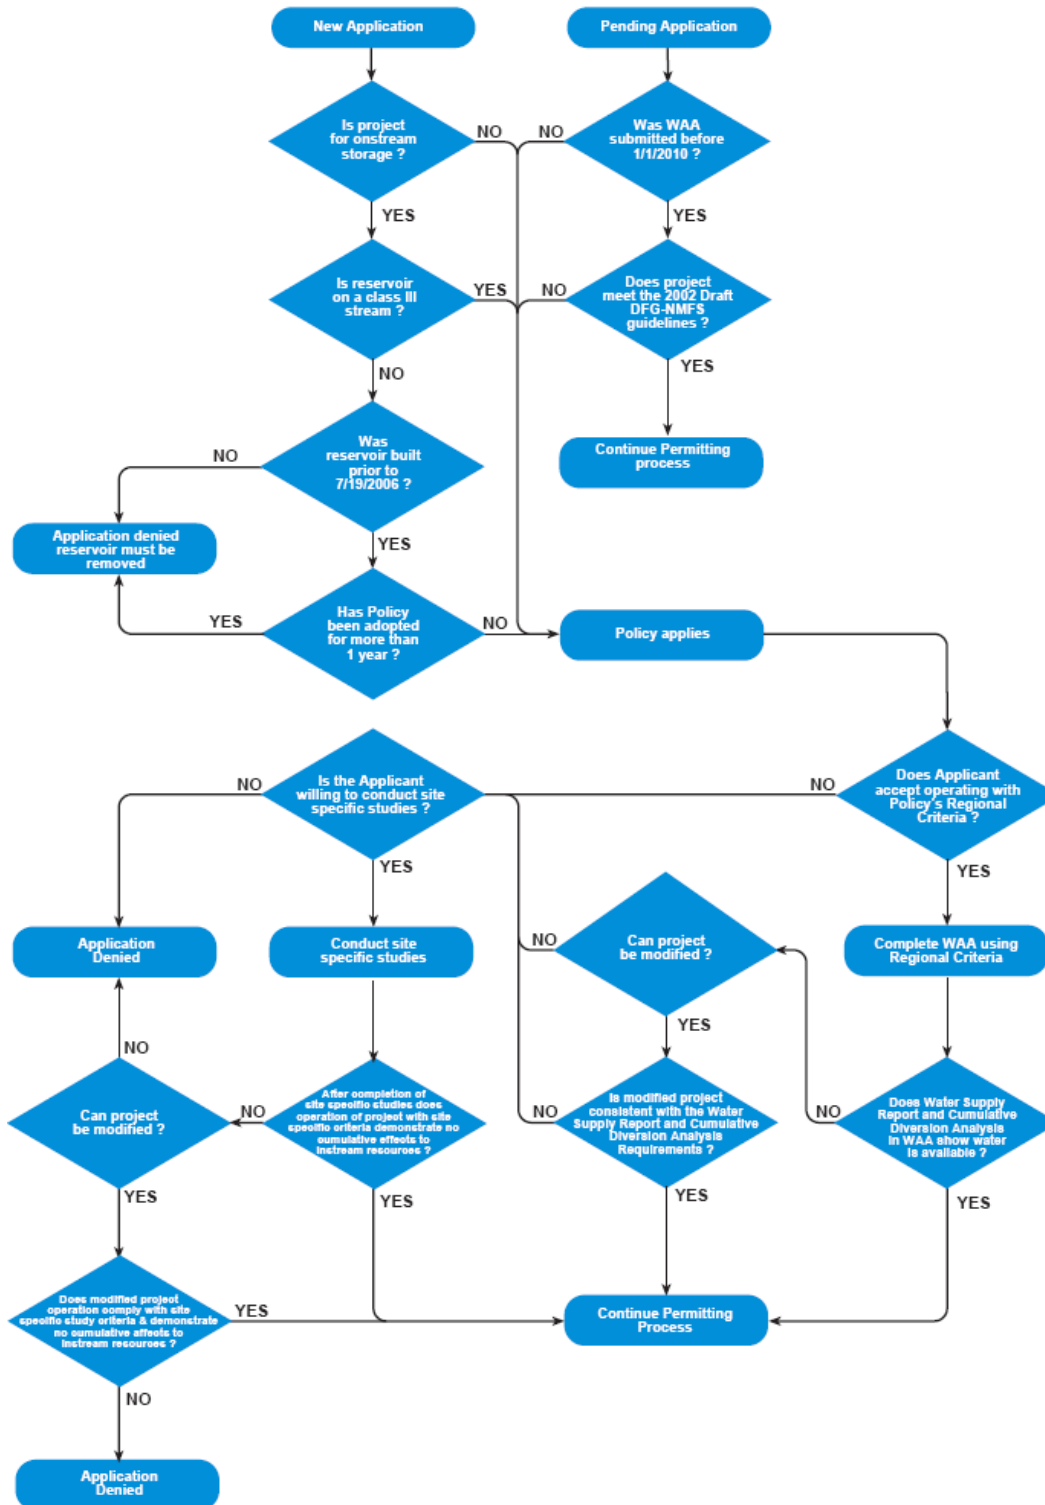 New Application
Pending Application
Is project
for onstream
storage ?
NO
NO
Was WAA
submitted before
1/1/2010 ?
YES
YES
Is reservoir
on a class III
stream ?
YES
NO
Does project
meet the 2002 Draft
DFG-NMFS
guidelines ?
NO
YES
Was
reservoir built
prior to
7/19/2006 ?
NO
Continue Permitting
process
Application denied
reservoir must be
removed
YES
Has Policy
been adopted
for more than
1 year ?
YES
NO
Policy applies
Is the Applicant
willing to conduct site
specific studies ?
NO
NO
Does Applicant
accept operating with
Policy's Regional
Criteria ?
YES
YES
Application
Denied
Conduct site
specific studies
NO
Can project
be modified ?
Complete WAA using
Regional Criteria
YES
NO
Can project
be modified ?
NO
After completion of
site specific studies does
operation of project with site
specific criteria demonstrate no
cumulative effects to
instream resources ?
NO
Is modified project
consistent with the Water
Supply Report and Cumulative
Diversion Analysis
Requirements ?
NO
Does Water Supply
Report and Cumulative
Diversion Analysis
in WAA show water
is available ?
YES
YES
YES
YES
Does modified project
operation comply with site
specific study criteria & demonstrate
no cumulative affects to
instream resources ?
YES
Continue Permitting
Process
NO
Application
Denied